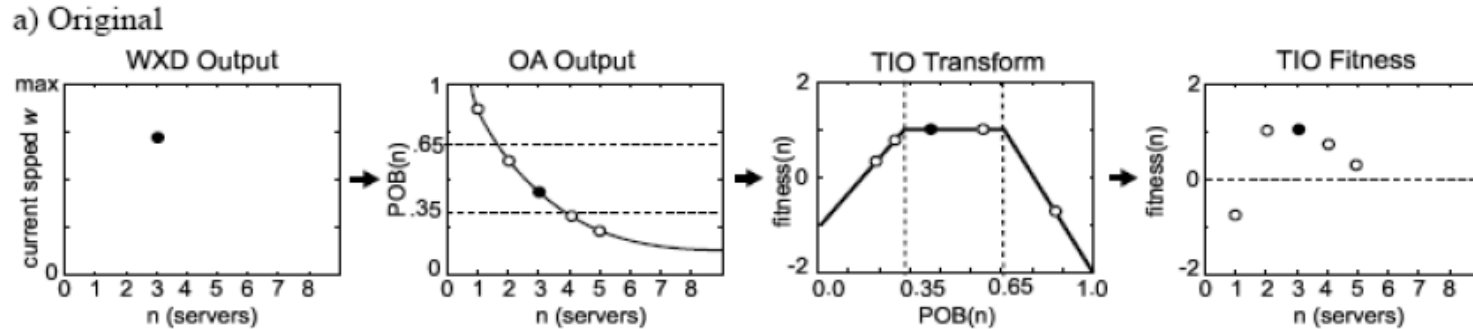 a) Original
WXD Output
OA Output
TIO Transform
TIO Fitness
max
current spped w
0
0 1 2 3 4 5 6 7 8
n (servers)
1
.65
POB(n)
.35
0
0 1 2 3 4 5 6 7 8
n (servers)
2
fitness(n)
0
-2
0.0 0.35 0.65 1.0
POB(n)
2
fitness(n)
0
-2
0 1 2 3 4 5 6 7 8
n (servers)